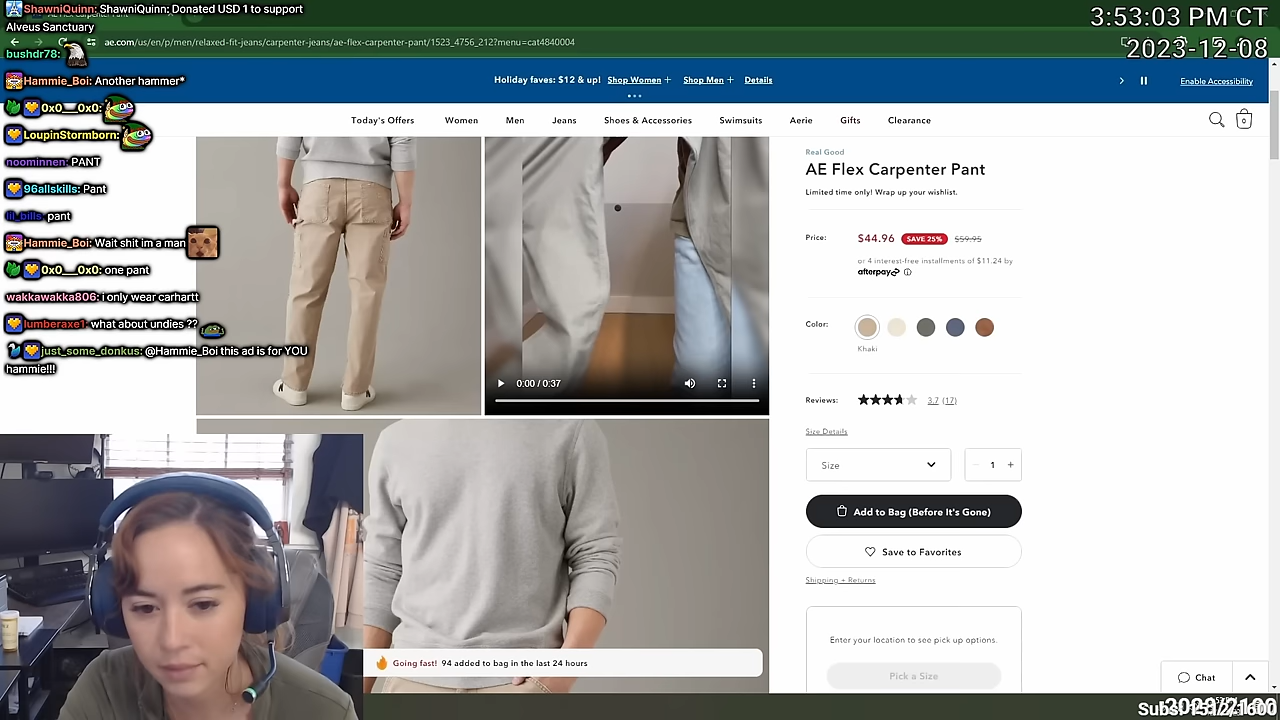 ShawniQuinn: ShawniQuinn: Donated USD 1 to support
Alveus Sanctuary
bushdr78:
Hammie_Boi: Another hammer*
0x0__0x0:
LoupinStormborn:
noominnen: PANT
96allskills: Pant
lil_bills pant
Hammie_Boi: Wait shit im a man
0x0__0x0: one pant
wakkawakka806: i only wear carhartt
lumberaxe1: what about undies ??
just_some_donkus: @Hammie_Boi this ad is for YOU
hammie!!!
3:53:03 PM CT
2023-12-08
ae.com/us/en/p/men/relaxed-fit-jeans/carpenter-jeans/ae-flex-carpenter-pant/1523_4756_212?menu=cat4840004
Holiday faves: $12 & up! Shop Women + Shop Men + Details
Enable Accessibility
Today's Offers Women Men Jeans Shoes & Accessories Swimsuits Aerie Gifts Clearance
0
Real Good
AE Flex Carpenter Pant
Limited time only! Wrap up your wishlist.
Price: $44.96 SAVE 25% $59.95
or 4 interest-free installments of $11.24 by
afterpay
Color:
Khaki
0:00 / 0:37
Reviews: 3.7 (17)
Size Details
Size
− 1 +
Add to Bag (Before It's Gone)
Save to Favorites
Shipping + Returns
Enter your location to see pick up options.
Pick a Size
Going fast! 94 added to bag in the last 24 hours
Chat